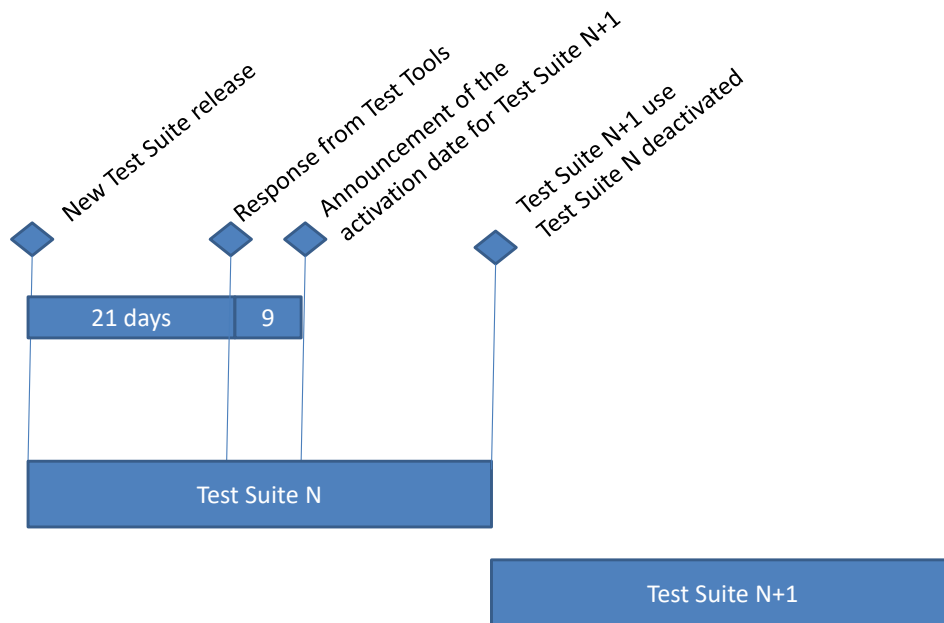 New Test Suite release
Response from Test Tools
Announcement of the
activation date for Test Suite N+1
Test Suite N+1 use
Test Suite N deactivated
21 days
9
Test Suite N
Test Suite N+1